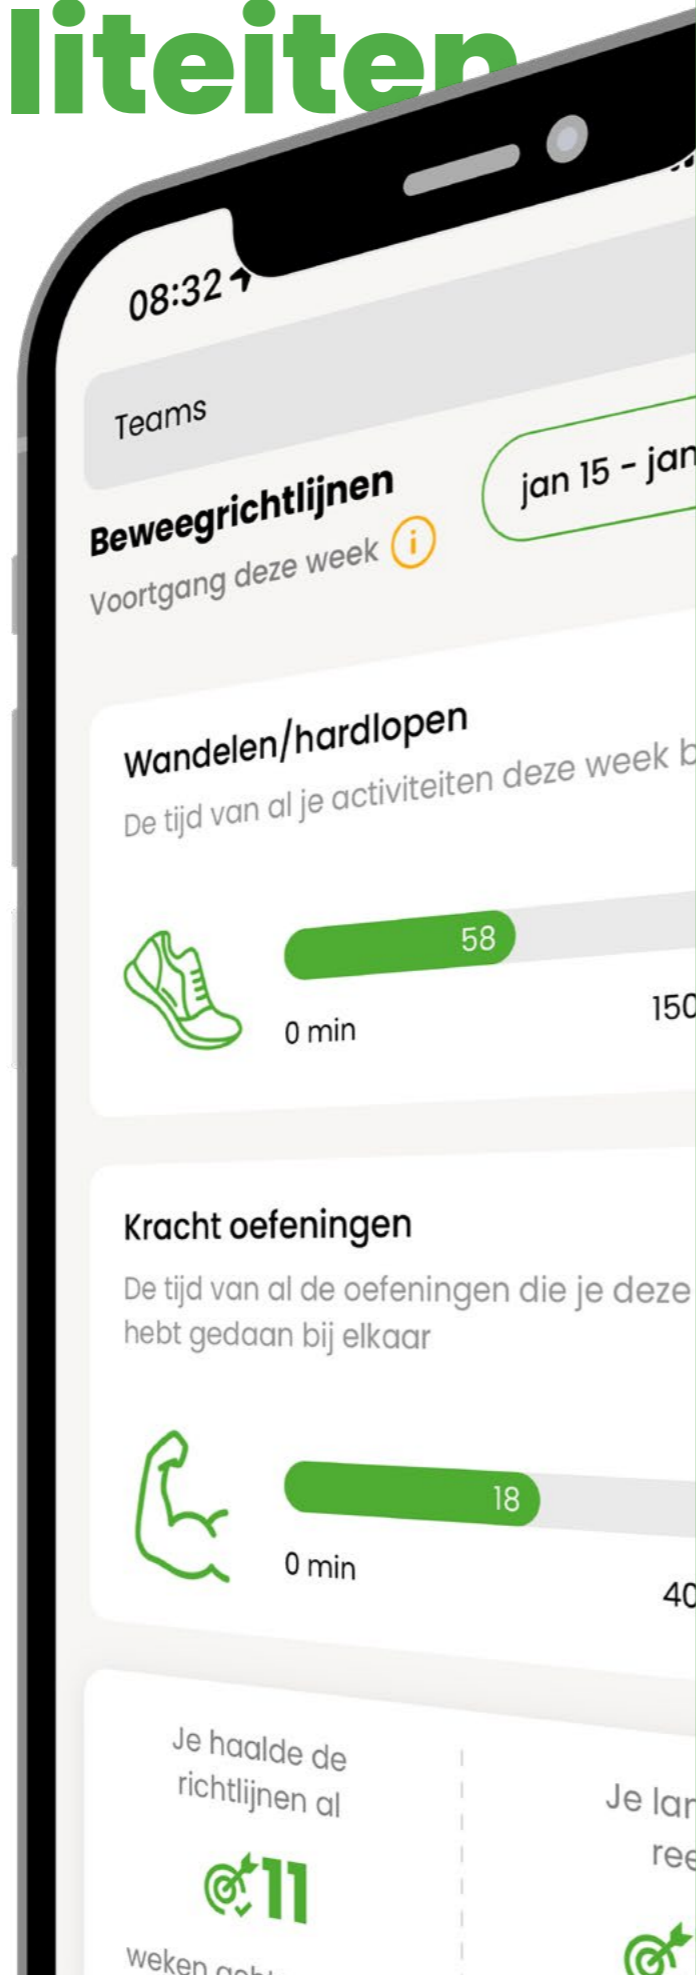 liteiten
08:32
Teams
Beweegrichtlijnen
Voortgang deze week i
jan 15 - jan
Wandelen/hardlopen
De tijd van al je activiteiten deze week b
58
0 min
150
Kracht oefeningen
De tijd van al de oefeningen die je deze
hebt gedaan bij elkaar
18
0 min
40
Je haalde de
richtlijnen al
11
weken
Je lan
ree